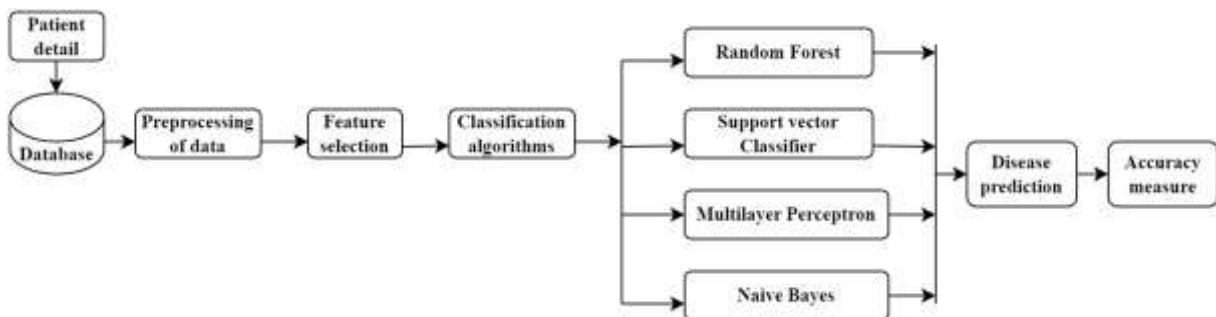 Patient
detail
Database
Preprocessing
of data
Feature
selection
Classification
algorithms
Random Forest
Support vector
Classifier
Multilayer Perceptron
Naive Bayes
Disease
prediction
Accuracy
measure